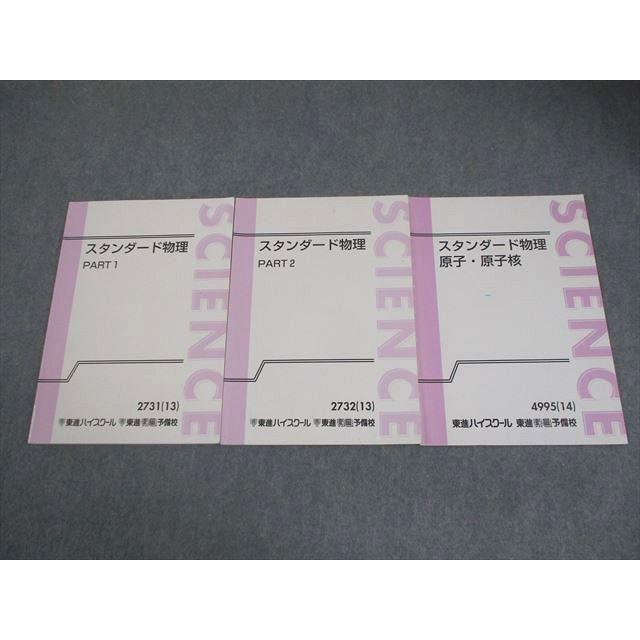 スタンダード物理
PART 1
SCIENCE
2731(13)
東進ハイスクール 東進衛星予備校
スタンダード物理
PART 2
SCIENCE
2732(13)
東進ハイスクール 東進衛星予備校
スタンダード物理
原子・原子核
SCIENCE
4995(14)
東進ハイスクール 東進衛星予備校